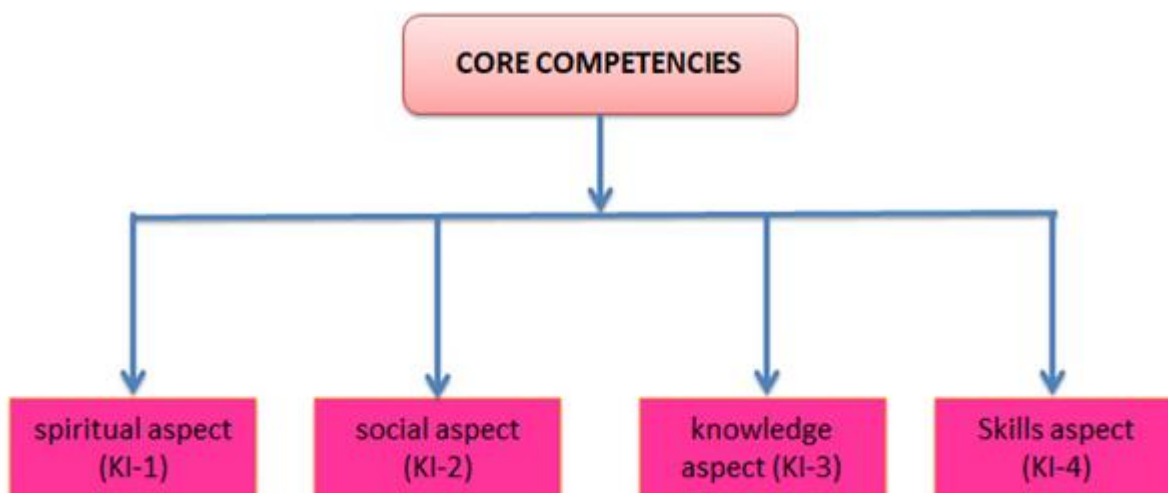 CORE COMPETENCIES
spiritual aspect
(KI-1)
social aspect
(KI-2)
knowledge
aspect (KI-3)
Skills aspect
(KI-4)